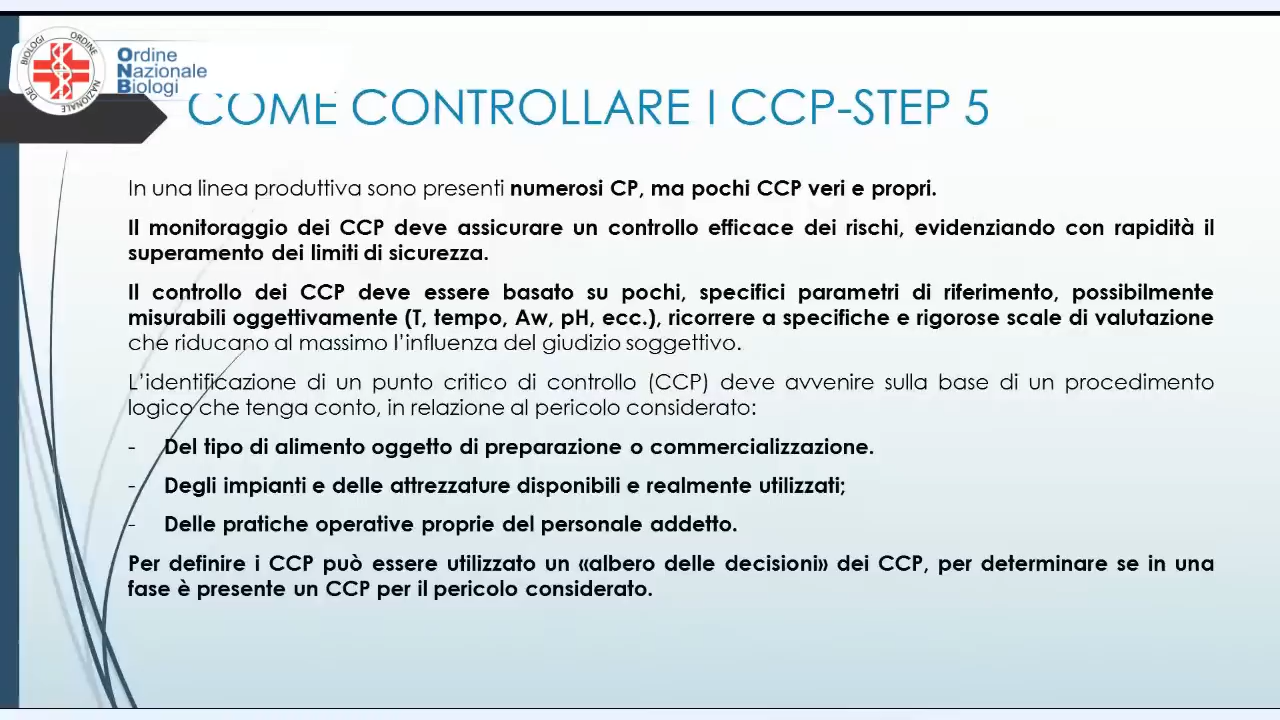 DEI BIOLOGI ORDINE NAZIONALE
Ordine
Nazionale
Biologi
COME CONTROLLARE I CCP-STEP 5
In una linea produttiva sono presenti numerosi CP, ma pochi CCP veri e propri.
Il monitoraggio dei CCP deve assicurare un controllo efficace dei rischi, evidenziando con rapidità il
superamento dei limiti di sicurezza.
Il controllo dei CCP deve essere basato su pochi, specifici parametri di riferimento, possibilmente
misurabili oggettivamente (T, tempo, Aw, pH, ecc.), ricorrere a specifiche e rigorose scale di valutazione
che riducano al massimo l’influenza del giudizio soggettivo.
L’identificazione di un punto critico di controllo (CCP) deve avvenire sulla base di un procedimento
logico che tenga conto, in relazione al pericolo considerato:
- Del tipo di alimento oggetto di preparazione o commercializzazione.
- Degli impianti e delle attrezzature disponibili e realmente utilizzati;
- Delle pratiche operative proprie del personale addetto.
Per definire i CCP può essere utilizzato un «albero delle decisioni» dei CCP, per determinare se in una
fase è presente un CCP per il pericolo considerato.